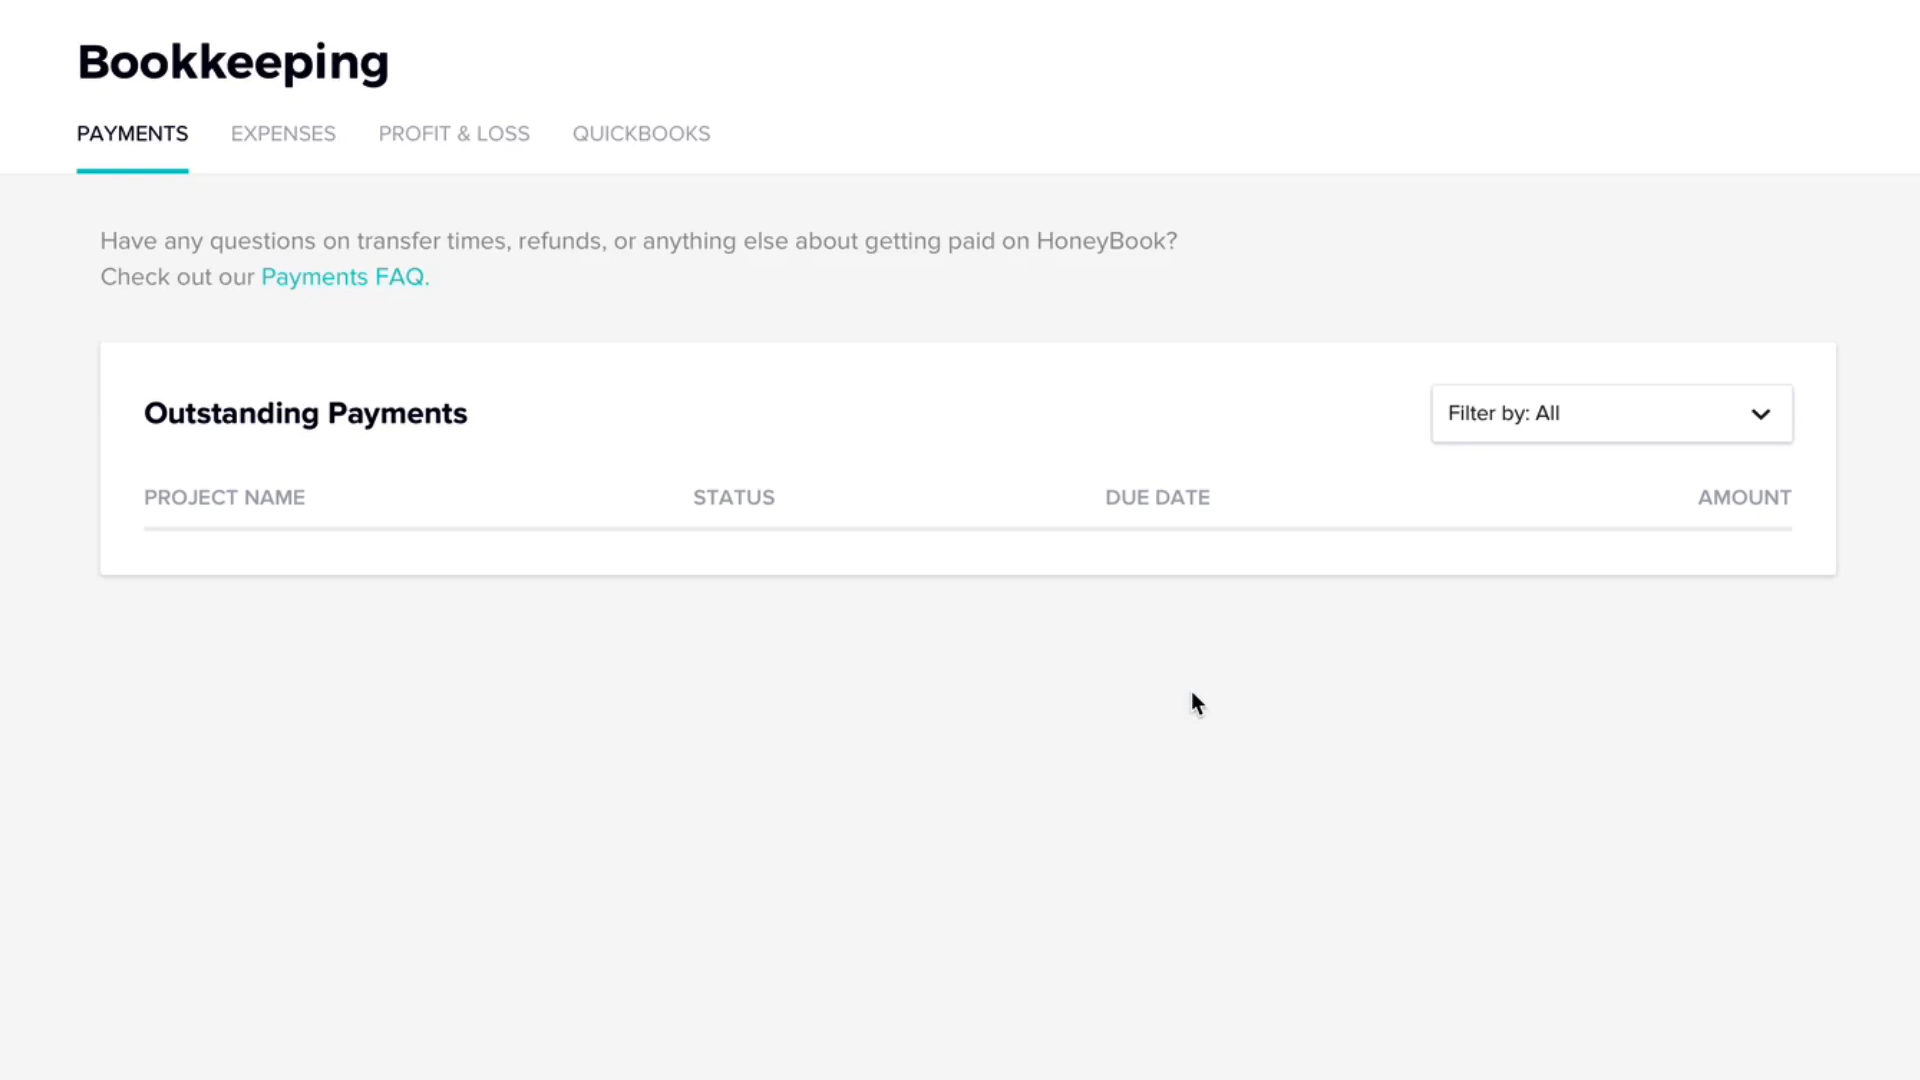 Bookkeeping
PAYMENTS EXPENSES PROFIT & LOSS QUICKBOOKS
Have any questions on transfer times, refunds, or anything else about getting paid on HoneyBook?
Check out our Payments FAQ.
Outstanding Payments
Filter by: All
PROJECT NAME STATUS DUE DATE AMOUNT